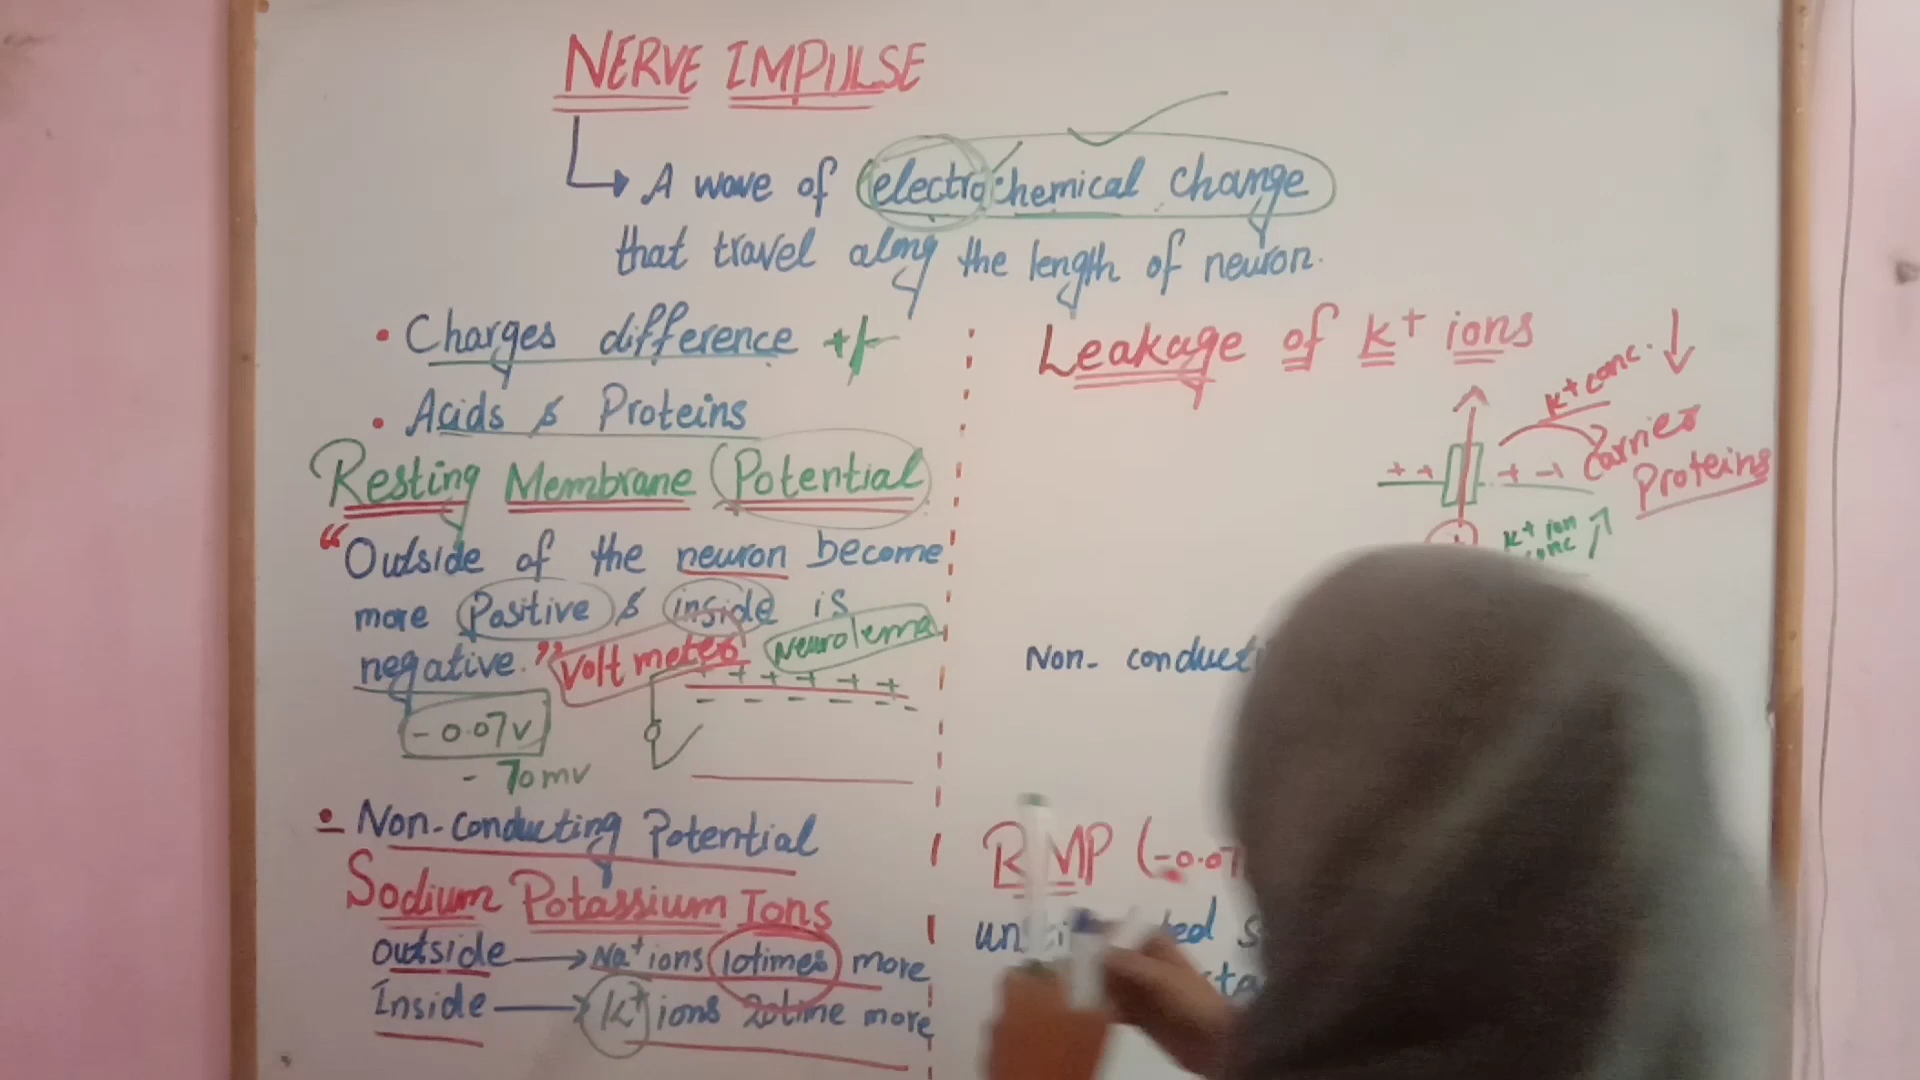 NERVE IMPULSE
A wave of electrochemical change
that travel along the length of neuron.
• Charges difference +/-
• Acids & Proteins
Resting Membrane Potential
"Outside of the neuron become
more Positive & inside is
negative."
Volt meter
Neurolema
+ + + + + +
- - - - - -
- 0.07v
- 70mv
• Non-conducting Potential
Sodium Potassium Ions
Outside → Na+ ions 10times more
Inside → K+ ions 20time more
Leakage of K+ ions
K+ conc. ↓
Carrier
Proteins
+ + + +
K+ ion
conc ↑
Non- conducti
RMP (-0.07